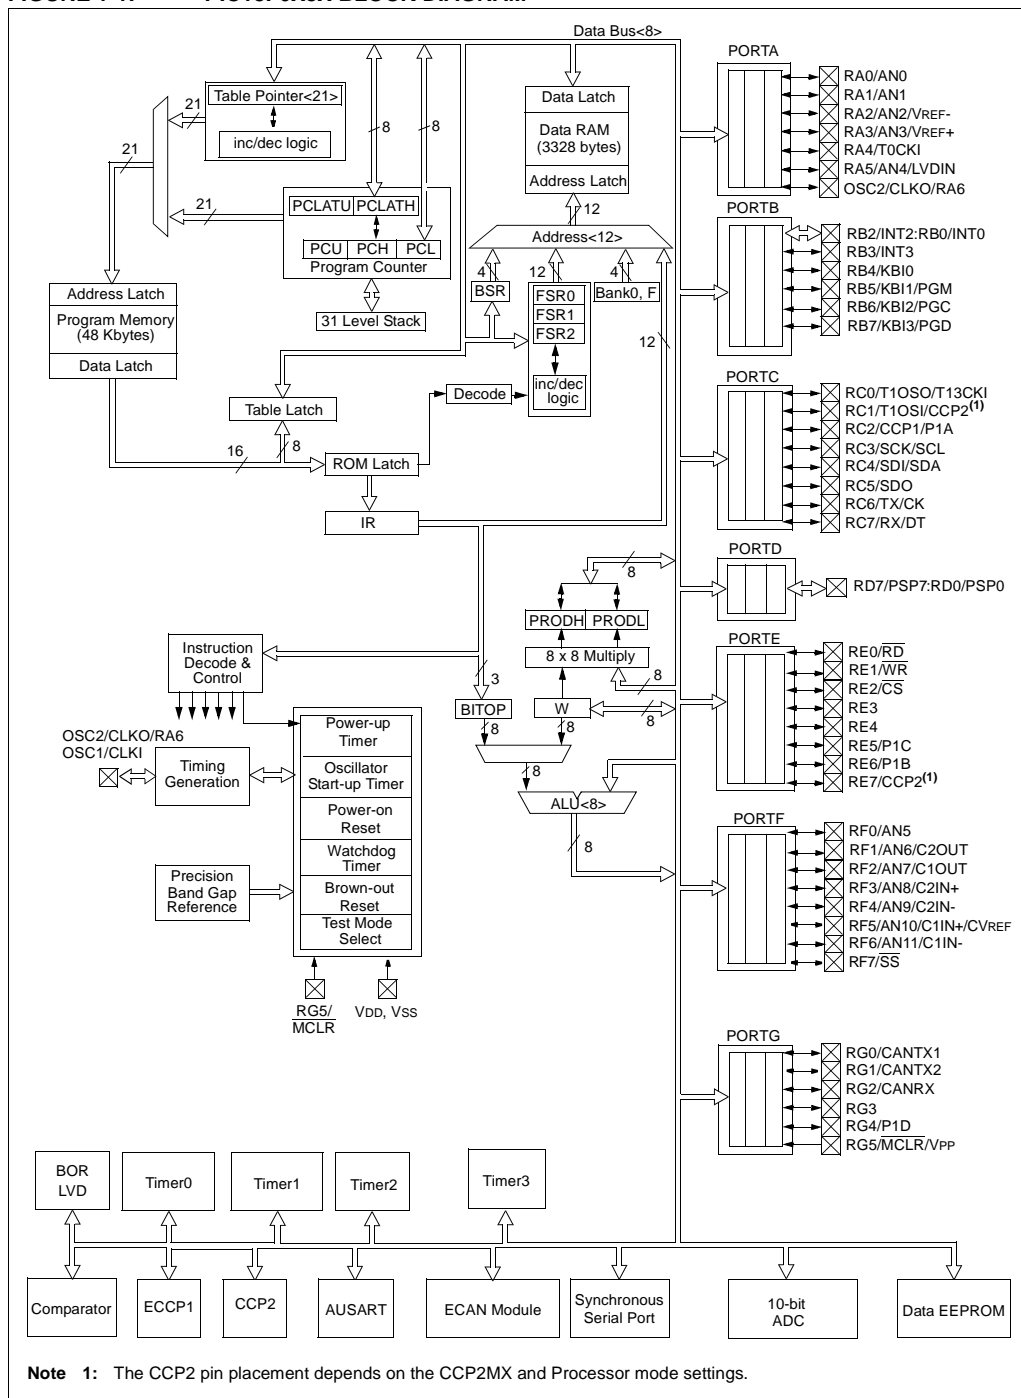 Data Bus<8>
PORTA
RA0/AN0
RA1/AN1
RA2/AN2/VREF-
RA3/AN3/VREF+
RA4/T0CKI
RA5/AN4/LVDIN
OSC2/CLKO/RA6
21
Table Pointer<21>
inc/dec logic
8
8
Data Latch
Data RAM
(3328 bytes)
Address Latch
21
21
PCLATU PCLATH
PCU PCH PCL
Program Counter
12
Address<12>
PORTB
RB2/INT2:RB0/INT0
RB3/INT3
RB4/KBI0
RB5/KBI1/PGM
RB6/KBI2/PGC
RB7/KBI3/PGD
4
12
4
BSR
FSR0
FSR1
FSR2
Bank0, F
inc/dec
logic
12
31 Level Stack
Address Latch
Program Memory
(48 Kbytes)
Data Latch
Table Latch
Decode
16
8
ROM Latch
IR
PORTC
RC0/T1OSO/T13CKI
RC1/T1OSI/CCP2(1)
RC2/CCP1/P1A
RC3/SCK/SCL
RC4/SDI/SDA
RC5/SDO
RC6/TX/CK
RC7/RX/DT
PORTD
RD7/PSP7:RD0/PSP0
8
PRODH PRODL
8 x 8 Multiply
8
Instruction
Decode &
Control
3
BITOP
W
8
8
8
8
ALU<8>
8
PORTE
RE0/RD
RE1/WR
RE2/CS
RE3
RE4
RE5/P1C
RE6/P1B
RE7/CCP2(1)
OSC2/CLKO/RA6
OSC1/CLKI
Timing
Generation
Power-up
Timer
Oscillator
Start-up Timer
Power-on
Reset
Watchdog
Timer
Brown-out
Reset
Test Mode
Select
Precision
Band Gap
Reference
RG5/
MCLR
VDD, VSS
PORTF
RF0/AN5
RF1/AN6/C2OUT
RF2/AN7/C1OUT
RF3/AN8/C2IN+
RF4/AN9/C2IN-
RF5/AN10/C1IN+/CVREF
RF6/AN11/C1IN-
RF7/SS
PORTG
RG0/CANTX1
RG1/CANTX2
RG2/CANRX
RG3
RG4/P1D
RG5/MCLR/VPP
BOR
LVD
Timer0
Timer1
Timer2
Timer3
Comparator
ECCP1
CCP2
AUSART
ECAN Module
Synchronous
Serial Port
10-bit
ADC
Data EEPROM
Note 1: The CCP2 pin placement depends on the CCP2MX and Processor mode settings.